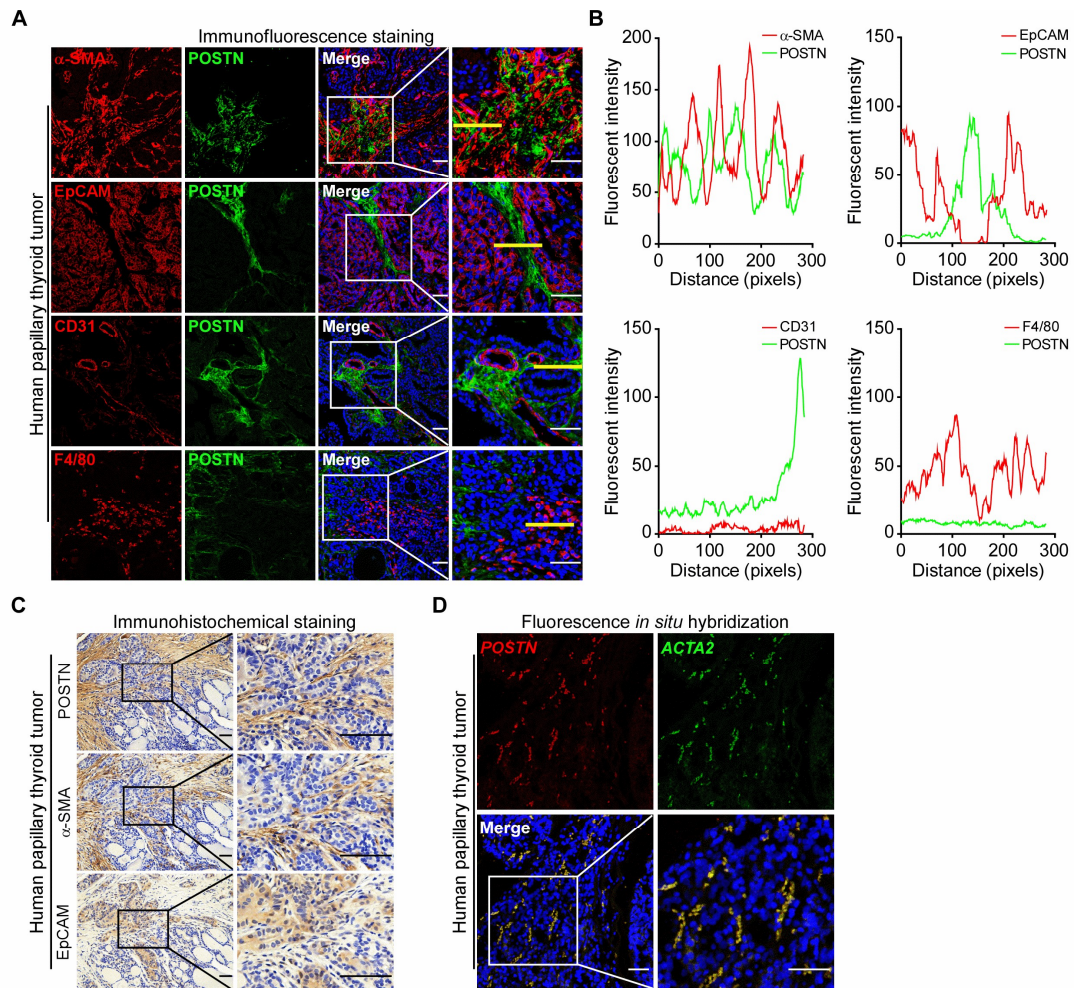 A
Immunofluorescence staining
α-SMA
POSTN
Merge
EpCAM
POSTN
Merge
CD31
POSTN
Merge
F4/80
POSTN
Merge
Human papillary thyroid tumor
B
α-SMA
POSTN
Fluorescent intensity
200
150
100
50
0
0 100 200 300
Distance (pixels)
EpCAM
POSTN
Fluorescent intensity
150
100
50
0
0 100 200 300
Distance (pixels)
CD31
POSTN
Fluorescent intensity
150
100
50
0
0 100 200 300
Distance (pixels)
F4/80
POSTN
Fluorescent intensity
150
100
50
0
0 100 200 300
Distance (pixels)
C
Immunohistochemical staining
Human papillary thyroid tumor
POSTN
α-SMA
EpCAM
D
Fluorescence in situ hybridization
Human papillary thyroid tumor
POSTN
ACTA2
Merge